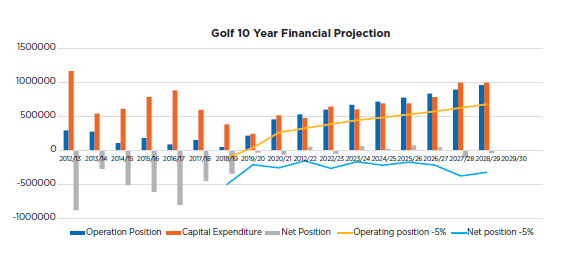 Golf 10 Year Financial Projection
1500000
1000000
500000
0
-500000
-1000000
2012/13 2013/14 2014/15 2015/16 2016/17 2017/18 2018/19 2019/20 2020/21 2012/22 2022/23 2023/24 2024/25 2025/26 2026/27 2027/28 2028/29 2029/30
Operation Position Capital Expenditure Net Position Operating position -5% Net position -5%